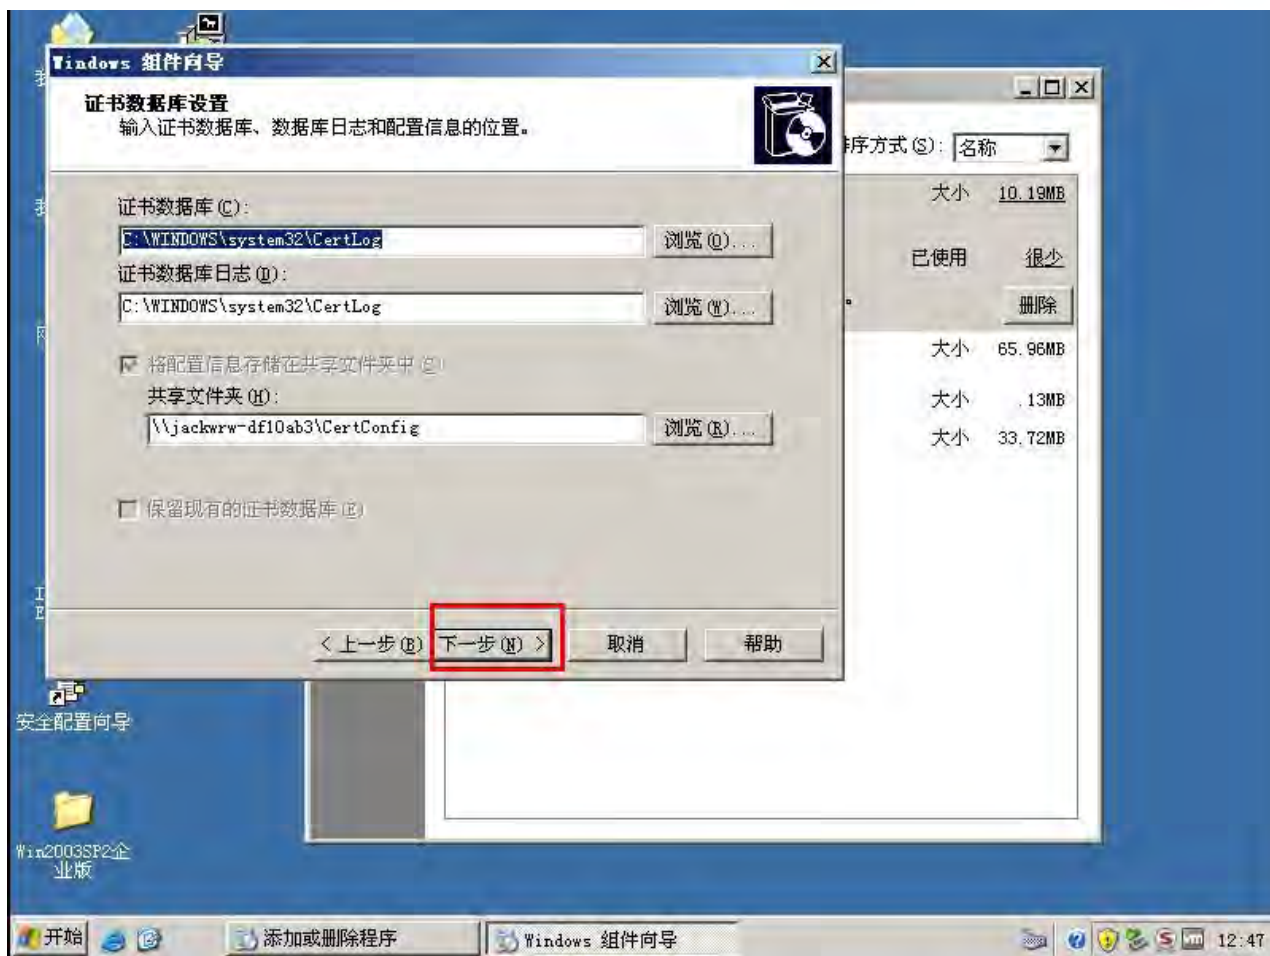 Windows 组件向导
证书数据库设置
输入证书数据库、数据库日志和配置信息的位置。
证书数据库(C):
C:\WINDOWS\system32\CertLog
浏览(O)...
证书数据库日志(D):
C:\WINDOWS\system32\CertLog
浏览(W)...
将配置信息存储在共享文件夹中(S)
共享文件夹(H):
\\jackwrw-df10ab3\CertConfig
浏览(R)...
保留现有的证书数据库(E)
< 上一步(B)
下一步(N) >
取消
帮助
序方式(S):
名称
大小 10.19MB
已使用 很少
删除
大小 65.96MB
大小 .13MB
大小 33.72MB
安全配置向导
Win2003SP2企
业版
开始
添加或删除程序
Windows 组件向导
12:47